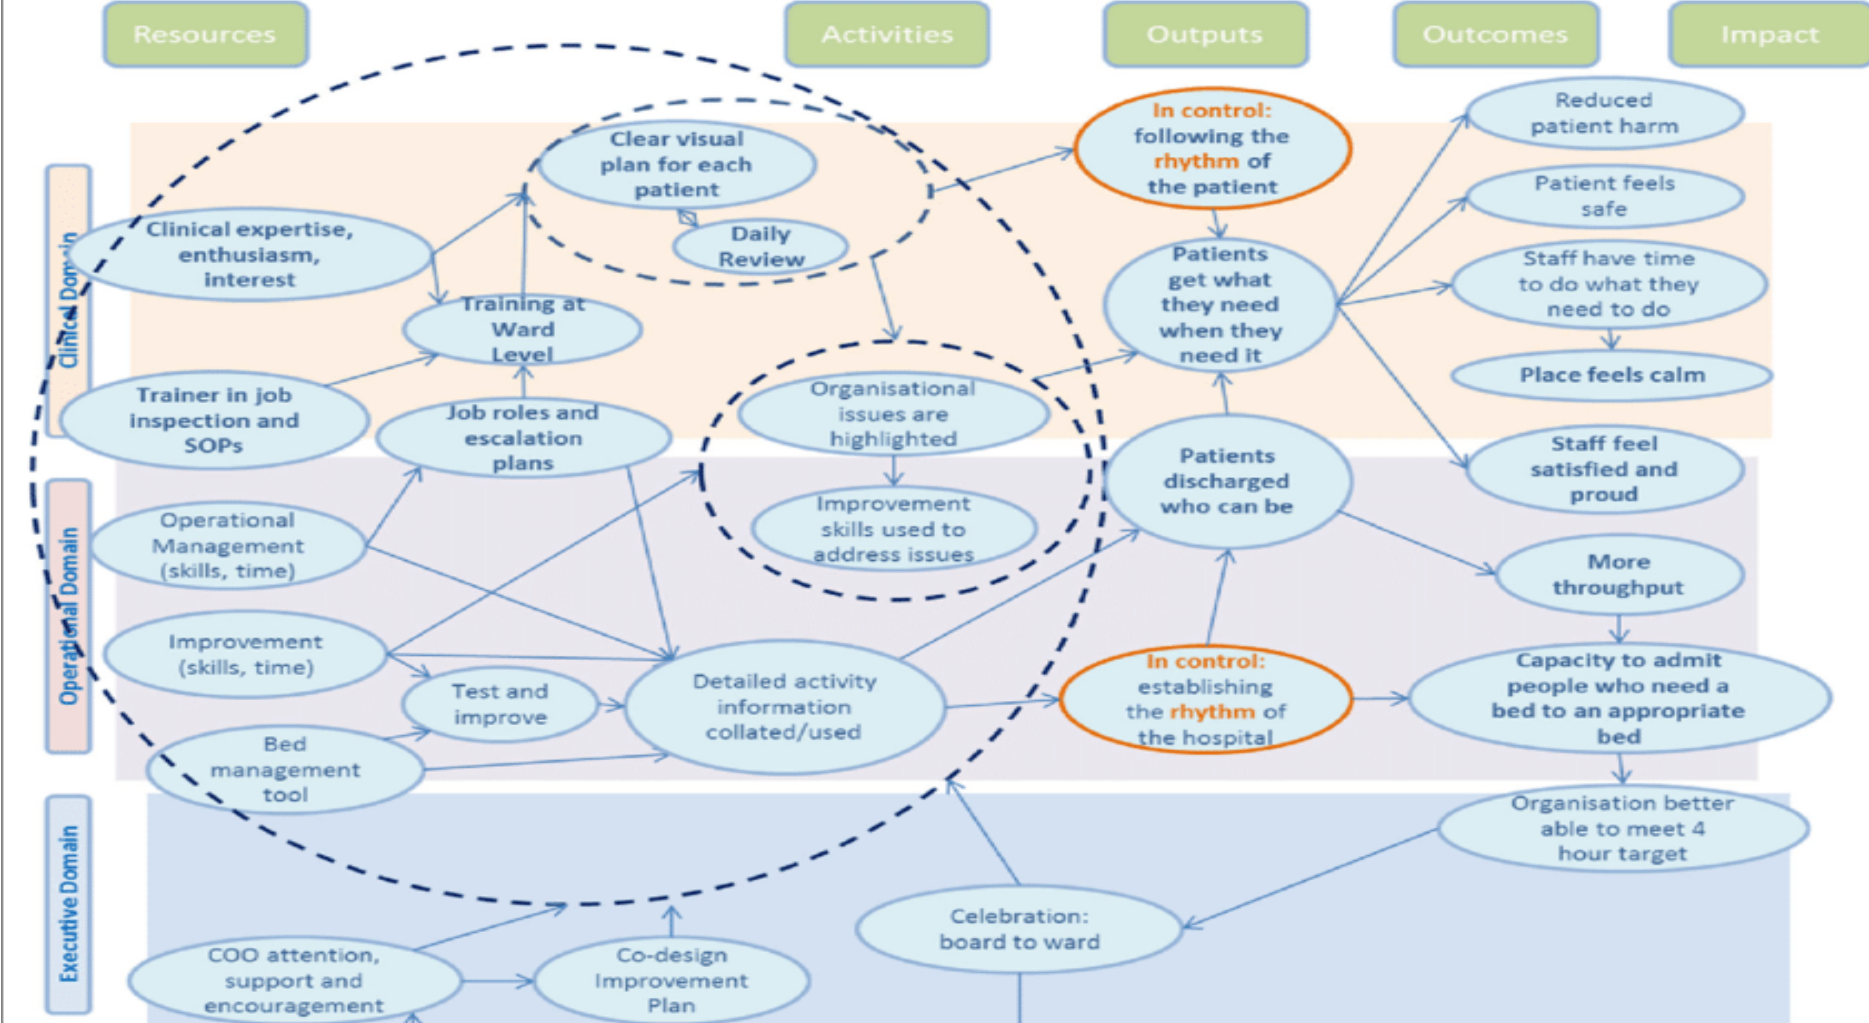 Resources
Activities
Outputs
Outcomes
Impact
Clinical Domain
Operational Domain
Executive Domain
Clear visual
plan for each
patient
Daily
Review
Clinical expertise,
enthusiasm,
interest
Training at
Ward
Level
Trainer in job
inspection and
SOPs
Job roles and
escalation
plans
Operational
Management
(skills, time)
Improvement
(skills, time)
Test and
improve
Bed
management
tool
Organisational
issues are
highlighted
Improvement
skills used to
address issues
Detailed activity
information
collated/used
In control:
following the
rhythm of
the patient
Patients
get what
they need
when they
need it
Patients
discharged
who can be
In control:
establishing
the rhythm of
the hospital
Reduced
patient harm
Patient feels
safe
Staff have time
to do what they
need to do
Place feels calm
Staff feel
satisfied and
proud
More
throughput
Capacity to admit
people who need a
bed to an appropriate
bed
Organisation better
able to meet 4
hour target
Celebration:
board to ward
COO attention,
support and
encouragement
Co-design
Improvement
Plan